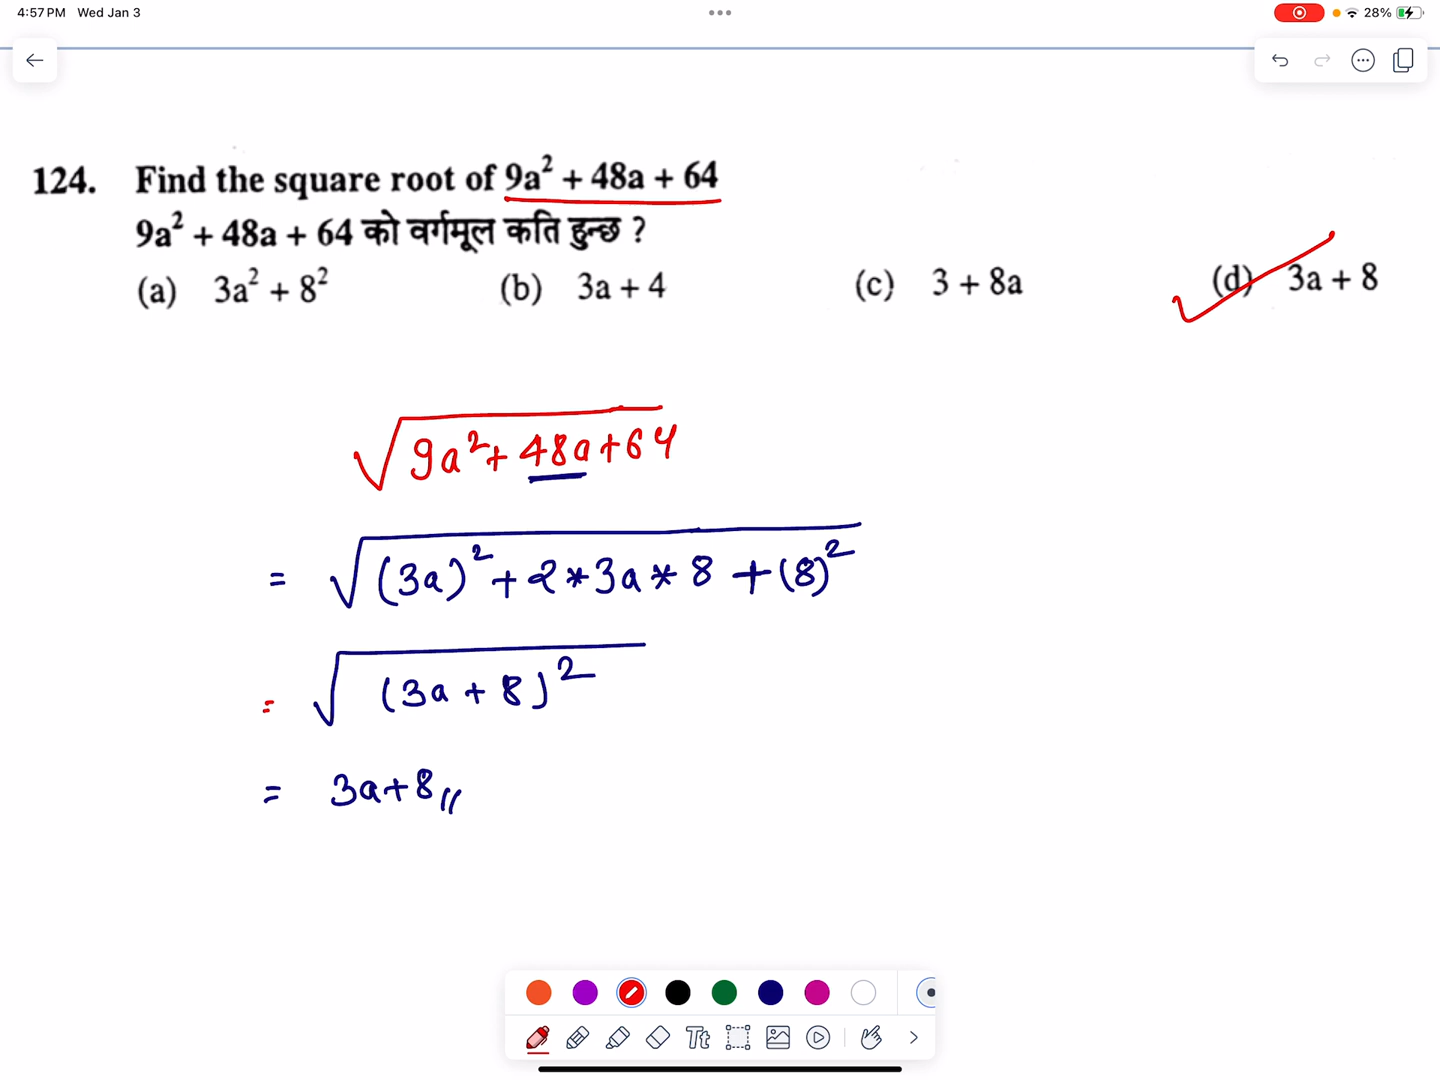 4:57 PM Wed Jan 3
28%
124. Find the square root of 9a² + 48a + 64
9a² + 48a + 64 को वर्गमूल कति हुन्छ ?
(a) 3a² + 8² (b) 3a + 4 (c) 3 + 8a (d) 3a + 8
√(9a² + 48a + 64)
= √((3a)² + 2*3a*8 + (8)²)
= √((3a + 8)²)
= 3a+8 //
Tt